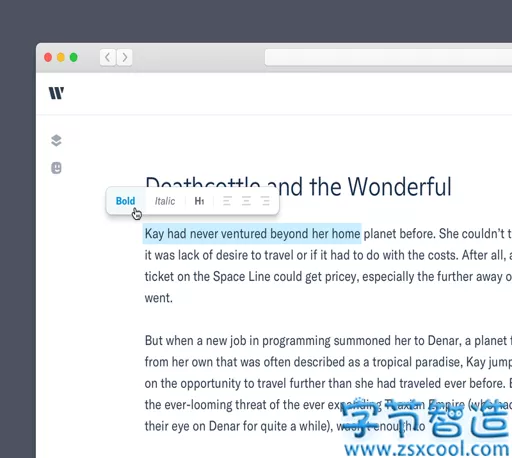 W
Deathcottle and the Wonderful
Bold Italic H1
Kay had never ventured beyond her home planet before. She couldn't t
it was lack of desire to travel or if it had to do with the costs. After all, a
ticket on the Space Line could get pricey, especially the further away o
went.
But when a new job in programming summoned her to Denar, a planet f
from her own that was often described as a tropical paradise, Kay jump
on the opportunity to travel further than she had traveled ever before. E
the ever-looming threat of the ever expanding Empire (who had
their eye on Denar for quite a while), wasn't enough to
字节智造
www.zsxcool.com